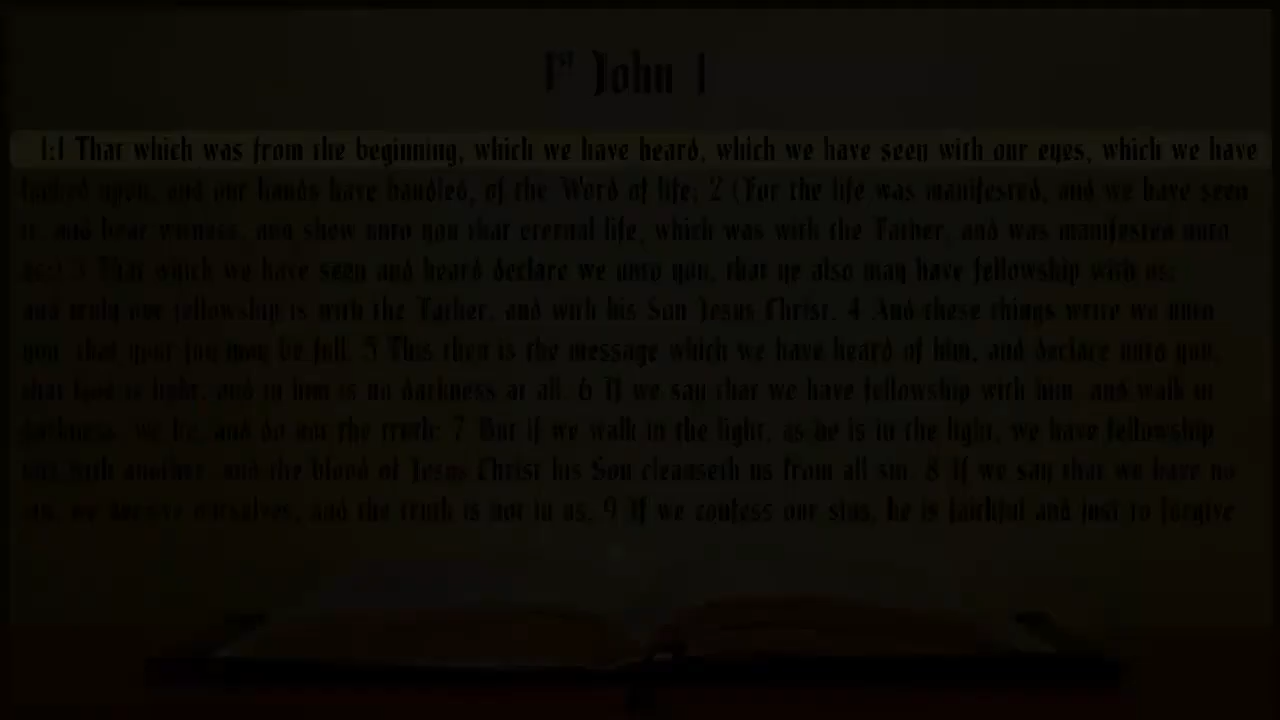 1st John 1
1:1 That which was from the beginning, which we have heard, which we have seen with our eyes, which we have
looked upon, and our hands have handled, of the Word of life; 2 (For the life was manifested, and we have seen
it, and bear witness, and shew unto you that eternal life, which was with the Father, and was manifested unto
us:) 3 That which we have seen and heard declare we unto you, that ye also may have fellowship with us:
and truly our fellowship is with the Father, and with his Son Jesus Christ. 4 And these things write we unto
you, that your joy may be full. 5 This then is the message which we have heard of him, and declare unto you,
that God is light, and in him is no darkness at all. 6 If we say that we have fellowship with him, and walk in
darkness, we lie, and do not the truth: 7 But if we walk in the light, as he is in the light, we have fellowship
one with another, and the blood of Jesus Christ his Son cleanseth us from all sin. 8 If we say that we have no
sin, we deceive ourselves, and the truth is not in us. 9 If we confess our sins, he is faithful and just to forgive